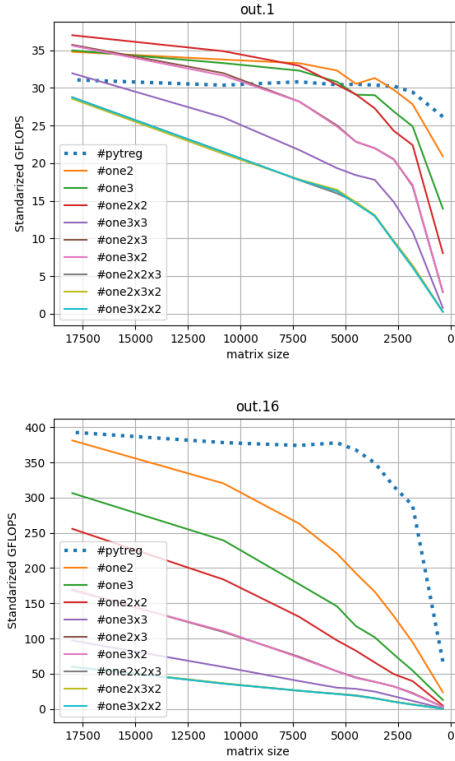 out.1
Standarized GFLOPS
35
30
25
20
15
10
5
0
#pytreg
#one2
#one3
#one2x2
#one3x3
#one2x3
#one3x2
#one2x2x3
#one2x3x2
#one3x2x2
17500 15000 12500 10000 7500 5000 2500 0
matrix size
out.16
Standarized GFLOPS
400
350
300
250
200
150
100
50
0
#pytreg
#one2
#one3
#one2x2
#one3x3
#one2x3
#one3x2
#one2x2x3
#one2x3x2
#one3x2x2
17500 15000 12500 10000 7500 5000 2500 0
matrix size